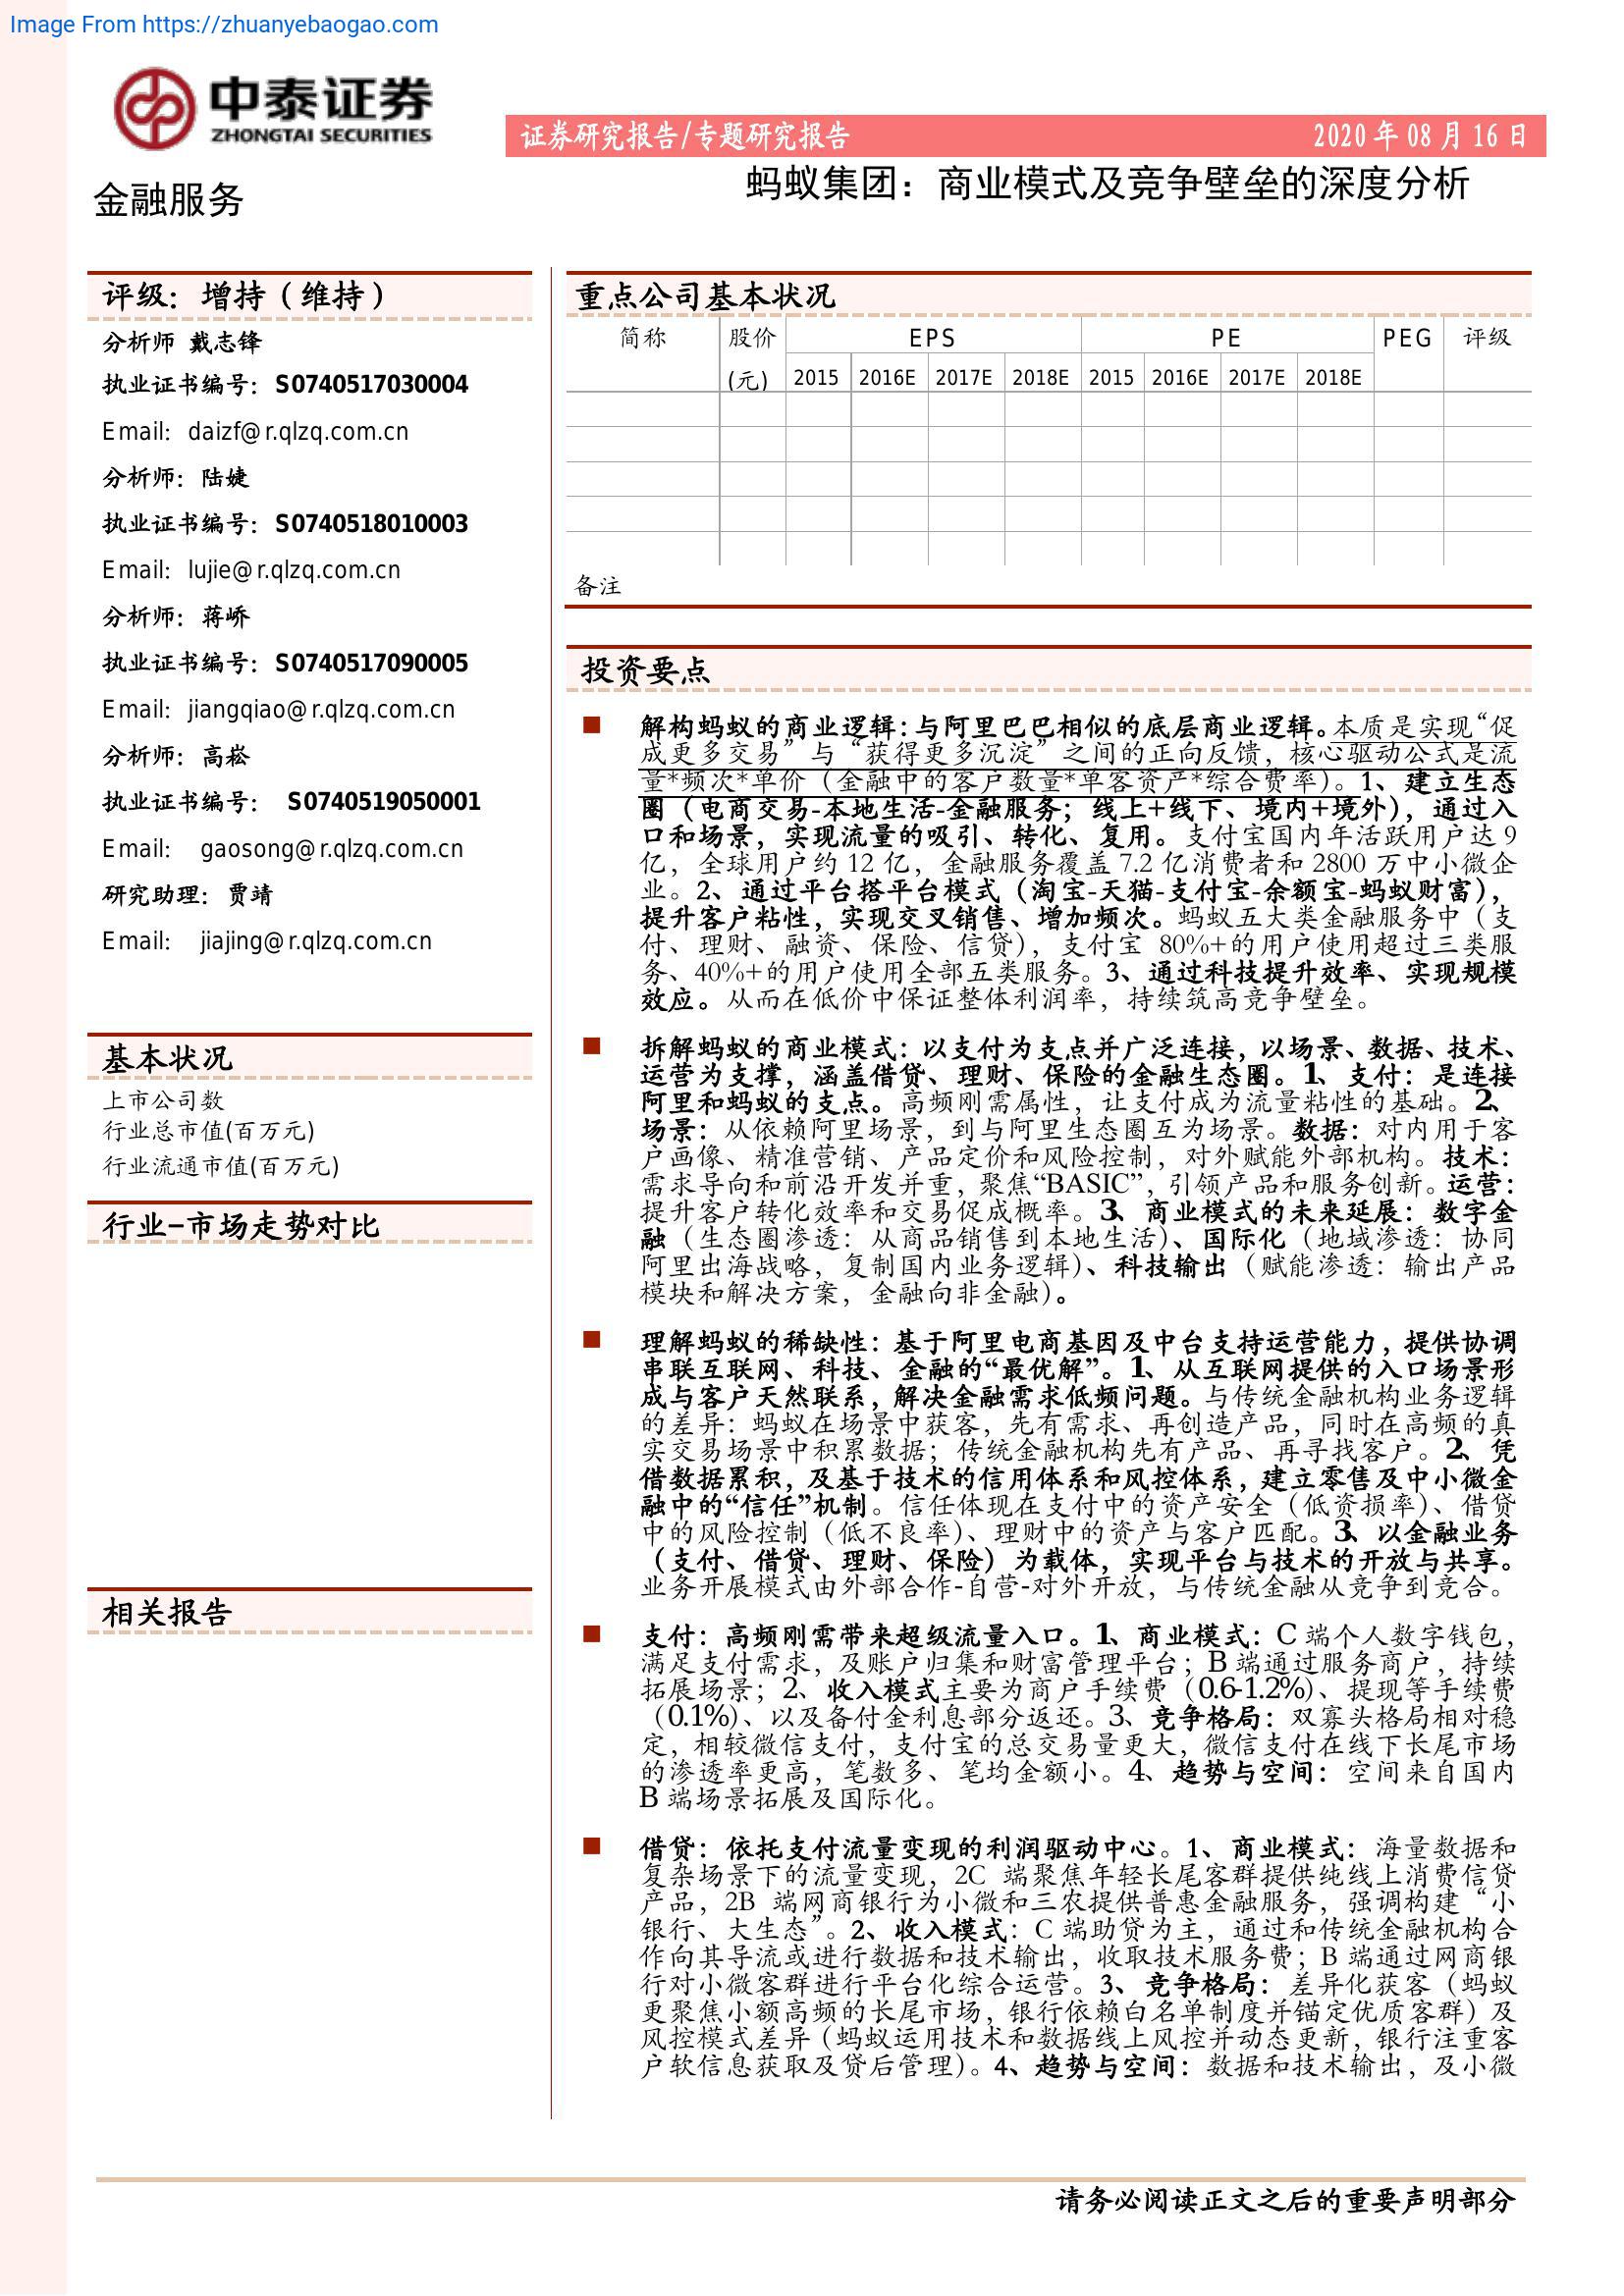 Image From https://zhuanyebaogao.com
中泰证券
ZHONGTAI SECURITIES
证券研究报告/专题研究报告 2020 年 08 月 16 日
金融服务
蚂蚁集团：商业模式及竞争壁垒的深度分析
评级：增持（维持）
分析师 戴志锋
执业证书编号：S0740517030004
Email：daizf@r.qlzq.com.cn
分析师：陆婕
执业证书编号：S0740518010003
Email：lujie@r.qlzq.com.cn
分析师：蒋峤
执业证书编号：S0740517090005
Email：jiangqiao@r.qlzq.com.cn
分析师：高崧
执业证书编号： S0740519050001
Email： gaosong@r.qlzq.com.cn
研究助理：贾靖
Email： jiajing@r.qlzq.com.cn
基本状况
上市公司数
行业总市值(百万元)
行业流通市值(百万元)
行业-市场走势对比
相关报告
重点公司基本状况
简称 股价 EPS PE PEG 评级
(元) 2015 2016E 2017E 2018E 2015 2016E 2017E 2018E
备注
投资要点
■ 解构蚂蚁的商业逻辑：与阿里巴巴相似的底层商业逻辑。本质是实现“促
成更多交易”与“获得更多沉淀”之间的正向反馈，核心驱动公式是流
量*频次*单价（金融中的客户数量*单客资产*综合费率）。1、建立生态
圈（电商交易-本地生活-金融服务；线上+线下、境内+境外），通过入
口和场景，实现流量的吸引、转化、复用。支付宝国内年活跃用户达 9
亿，全球用户约 12 亿，金融服务覆盖 7.2 亿消费者和 2800 万中小微企
业。2、通过平台搭平台模式（淘宝-天猫-支付宝-余额宝-蚂蚁财富），
提升客户粘性，实现交叉销售、增加频次。蚂蚁五大类金融服务中（支
付、理财、融资、保险、信贷），支付宝 80%+的用户使用超过三类服
务、40%+的用户使用全部五类服务。3、通过科技提升效率、实现规模
效应。从而在低价中保证整体利润率，持续筑高竞争壁垒。
■ 拆解蚂蚁的商业模式：以支付为支点并广泛连接，以场景、数据、技术、
运营为支撑，涵盖借贷、理财、保险的金融生态圈。1、支付：是连接
阿里和蚂蚁的支点。高频刚需属性，让支付成为流量粘性的基础。2、
场景：从依赖阿里场景，到与阿里生态圈互为场景。数据：对内用于客
户画像、精准营销、产品定价和风险控制，对外赋能外部机构。技术：
需求导向和前沿开发并重，聚焦“BASIC”，引领产品和服务创新。运营：
提升客户转化效率和交易促成概率。3、商业模式的未来延展：数字金
融（生态圈渗透：从商品销售到本地生活）、国际化（地域渗透：协同
阿里出海战略，复制国内业务逻辑）、科技输出（赋能渗透：输出产品
模块和解决方案，金融向非金融）。
■ 理解蚂蚁的稀缺性：基于阿里电商基因及中台支持运营能力，提供协调
串联互联网、科技、金融的“最优解”。1、从互联网提供的入口场景形
成与客户天然联系，解决金融需求低频问题。与传统金融机构业务逻辑
的差异：蚂蚁在场景中获客，先有需求、再创造产品，同时在高频的真
实交易场景中积累数据；传统金融机构先有产品、再寻找客户。2、凭
借数据累积，及基于技术的信用体系和风控体系，建立零售及中小微金
融中的“信任”机制。信任体现在支付中的资产安全（低资损率）、借贷
中的风险控制（低不良率）、理财中的资产与客户匹配。3、以金融业务
（支付、借贷、理财、保险）为载体，实现平台与技术的开放与共享。
业务开展模式由外部合作-自营-对外开放，与传统金融从竞争到竞合。
■ 支付：高频刚需带来超级流量入口。1、商业模式：C 端个人数字钱包，
满足支付需求，及账户归集和财富管理平台；B 端通过服务商户，持续
拓展场景；2、收入模式主要为商户手续费（0.6-1.2%）、提现等手续费
（0.1%）、以及备付金利息部分返还。3、竞争格局：双寡头格局相对稳
定，相较微信支付，支付宝的总交易量更大，微信支付在线下长尾市场
的渗透率更高，笔数多、笔均金额小。4、趋势与空间：空间来自国内
B 端场景拓展及国际化。
■ 借贷：依托支付流量变现的利润驱动中心。1、商业模式：海量数据和
复杂场景下的流量变现，2C 端聚焦年轻长尾客群提供纯线上消费信贷
产品，2B 端网商银行为小微和三农提供普惠金融服务，强调构建“小
银行、大生态”。2、收入模式：C 端助贷为主，通过和传统金融机构合
作向其导流或进行数据和技术输出，收取技术服务费；B 端通过网商银
行对小微客群进行平台化综合运营。3、竞争格局：差异化获客（蚂蚁
更聚焦小额高频的长尾市场，银行依赖白名单制度并锚定优质客群）及
风控模式差异（蚂蚁运用技术和数据线上风控并动态更新，银行注重客
户软信息获取及贷后管理）。4、趋势与空间：数据和技术输出，及小微
请务必阅读正文之后的重要声明部分